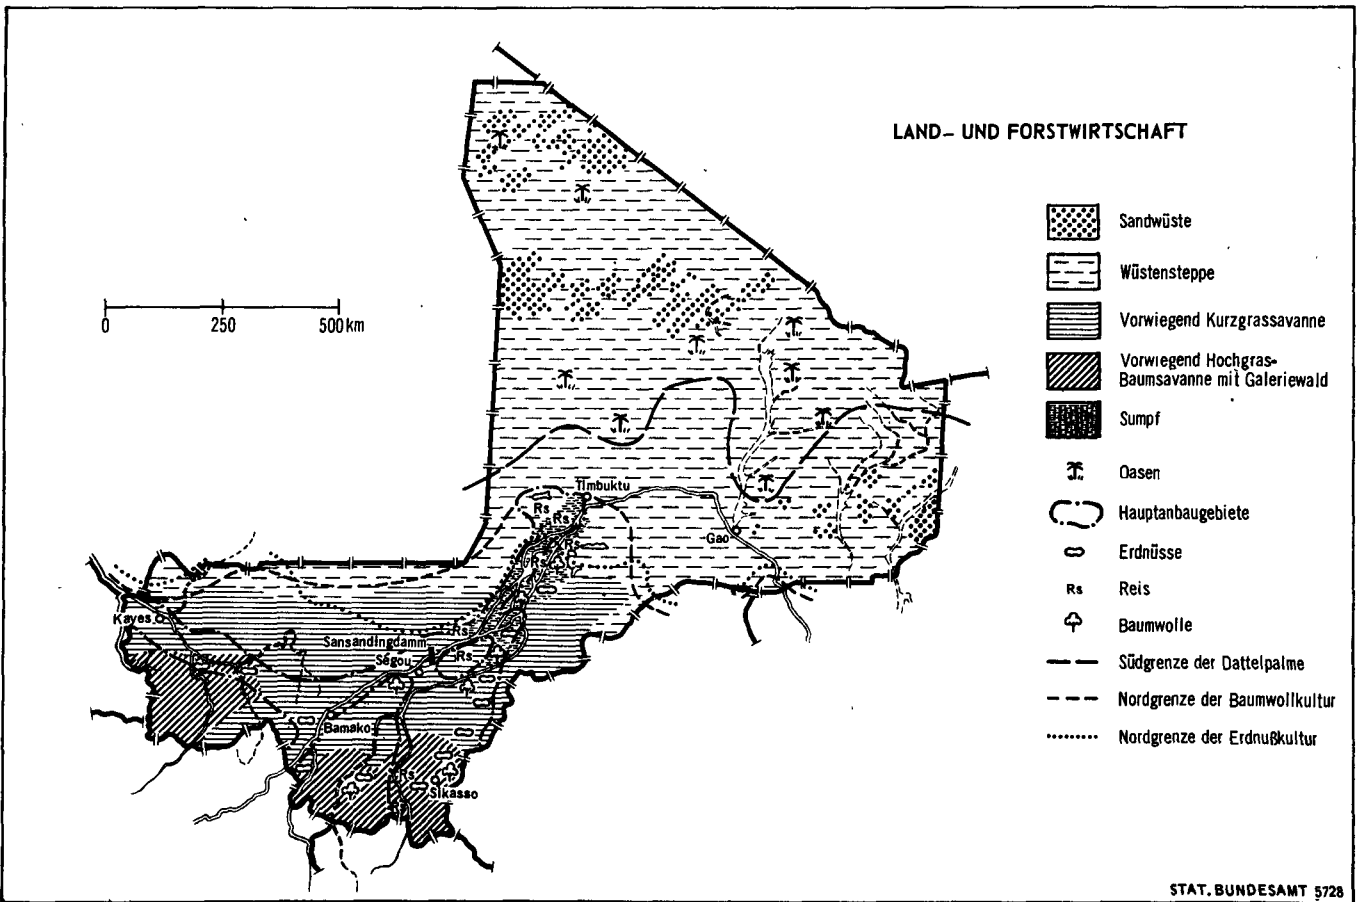 LAND- UND FORSTWIRTSCHAFT
Sandwüste
Wüstensteppe
Vorwiegend Kurzgrassavanne
Vorwiegend Hochgras-
Baumsavanne mit Galeriewald
Sumpf
Oasen
Hauptanbaugebiete
Erdnüsse
Rs Reis
Baumwolle
Südgrenze der Dattelpalme
Nordgrenze der Baumwollkultur
Nordgrenze der Erdnußkultur
0 250 500 km
Timbuktu
Rs
Rs
Rs
Rs
Gao
Kayes
Rs
Sansandingdamm
Rs
Ségou
Bamako
Rs
Sikasso
Rs
STAT. BUNDESAMT 5728